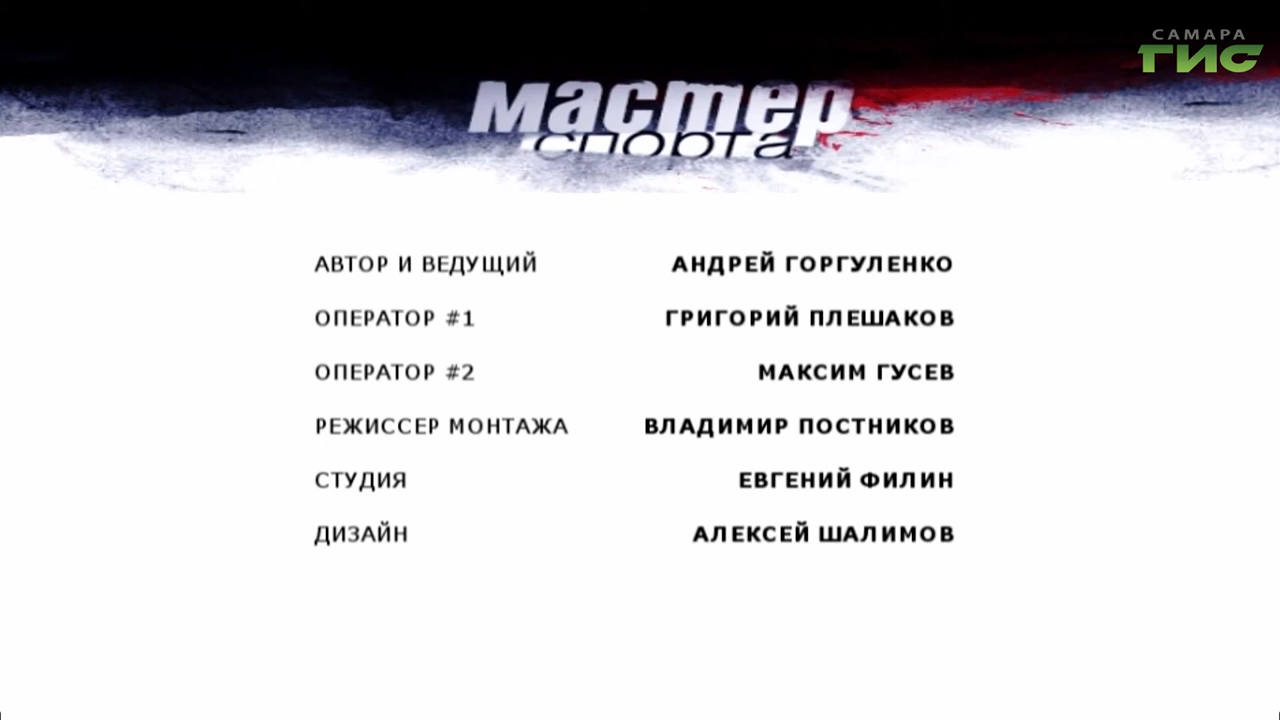 САМАРА
ГИС
мастер
спорта
АВТОР И ВЕДУЩИЙ АНДРЕЙ ГОРГУЛЕНКО
ОПЕРАТОР #1 ГРИГОРИЙ ПЛЕШАКОВ
ОПЕРАТОР #2 МАКСИМ ГУСЕВ
РЕЖИССЕР МОНТАЖА ВЛАДИМИР ПОСТНИКОВ
СТУДИЯ ЕВГЕНИЙ ФИЛИН
ДИЗАЙН АЛЕКСЕЙ ШАЛИМОВ